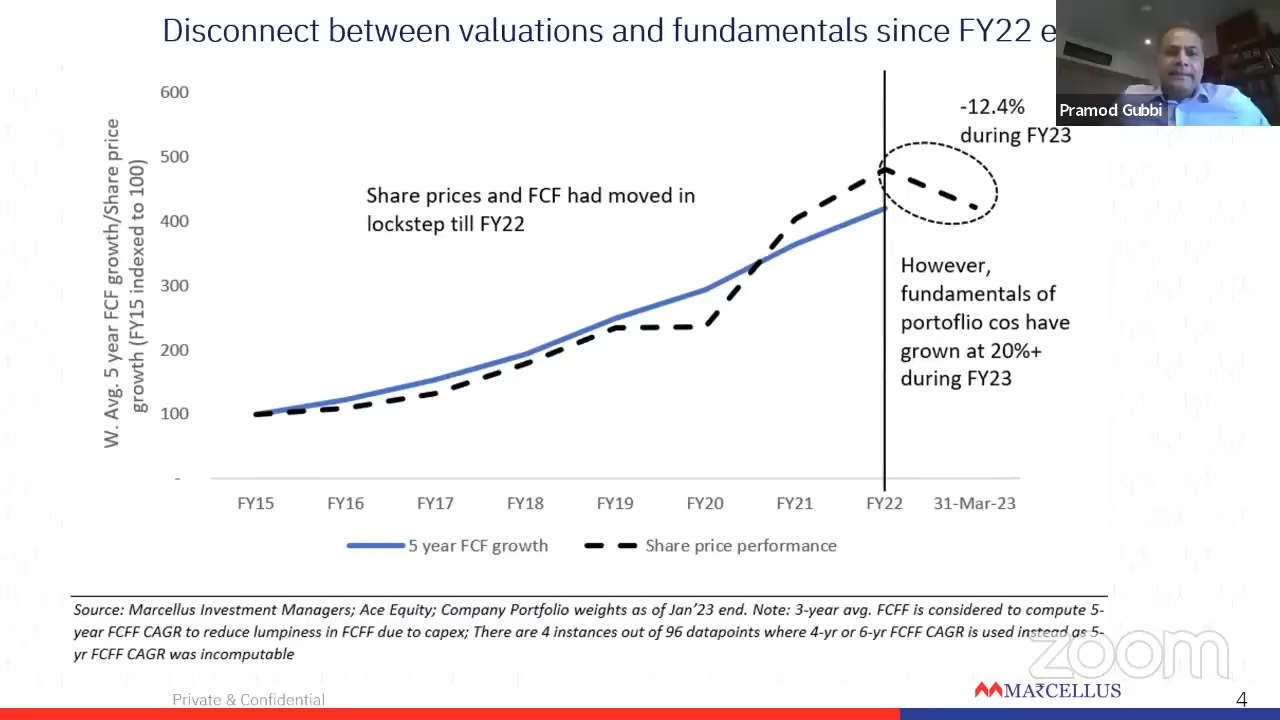 Disconnect between valuations and fundamentals since FY22 e
Pramod Gubbi
600
500
400
300
200
100
-
W. Avg. 5 year FCF growth/Share price
growth (FY15 indexed to 100)
Share prices and FCF had moved in
lockstep till FY22
-12.4%
during FY23
However,
fundamentals of
portoflio cos have
grown at 20%+
during FY23
FY15 FY16 FY17 FY18 FY19 FY20 FY21 FY22 31-Mar-23
5 year FCF growth Share price performance
Source: Marcellus Investment Managers; Ace Equity; Company Portfolio weights as of Jan'23 end. Note: 3-year avg. FCFF is considered to compute 5-
year FCFF CAGR to reduce lumpiness in FCFF due to capex; There are 4 instances out of 96 datapoints where 4-yr or 6-yr FCFF CAGR is used instead as 5-
yr FCFF CAGR was incomputable
zoom
Private & Confidential
MARCELLUS
4